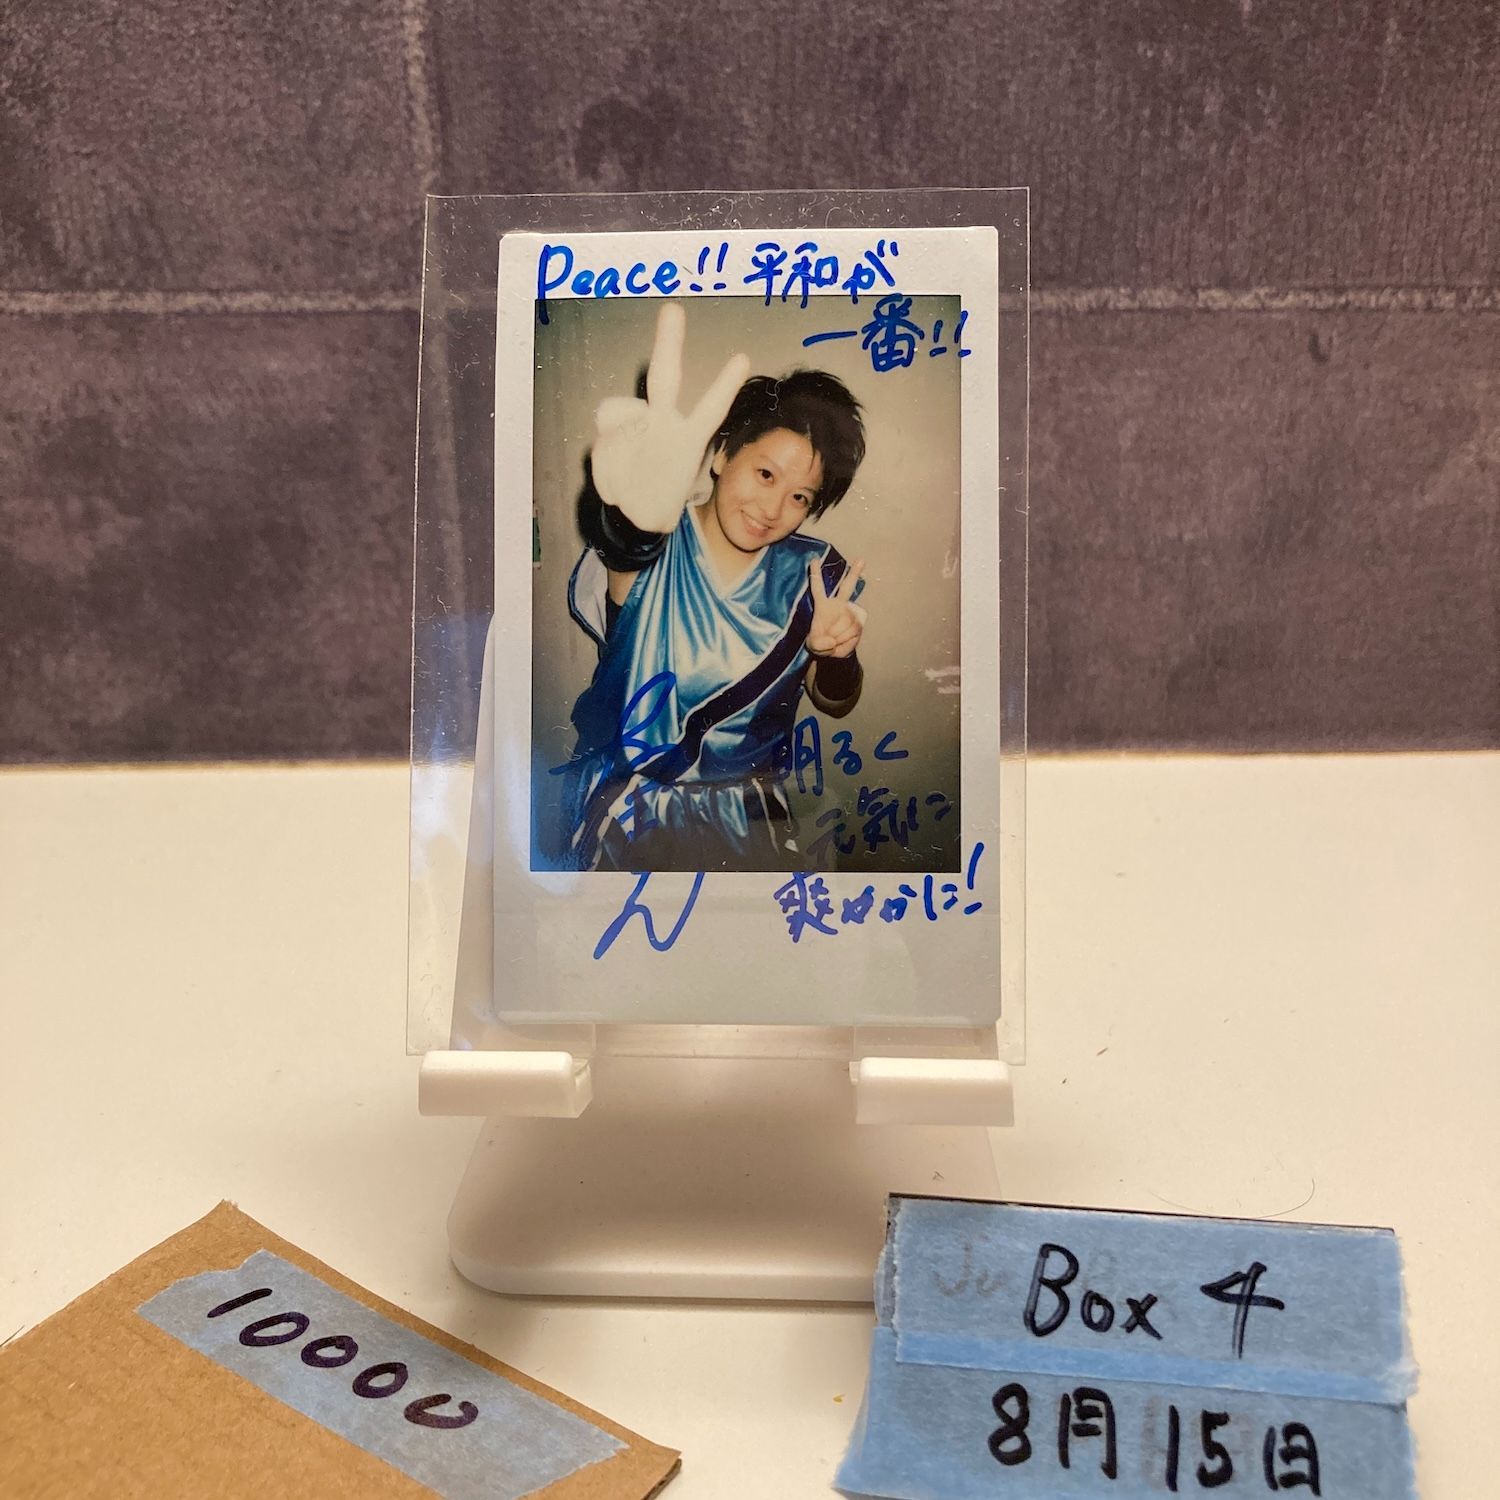 Peace!! 平和が
一番!!
明るく
元気に
爽やかに!
10000
Box 4
8月15日